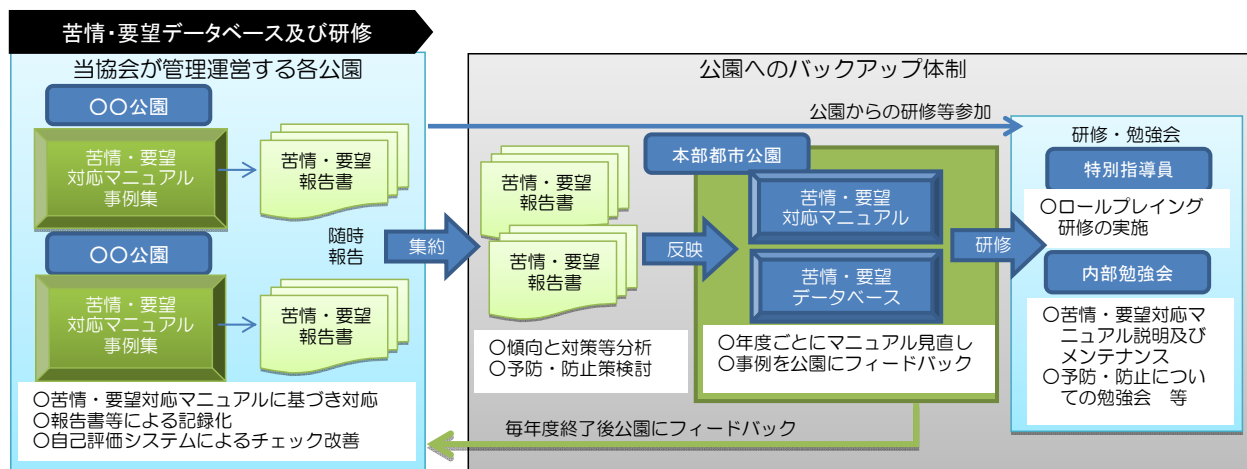 苦情・要望データベース及び研修
当協会が管理運営する各公園
〇〇公園
苦情・要望
対応マニュアル
事例集
苦情・要望
報告書
〇〇公園
苦情・要望
対応マニュアル
事例集
苦情・要望
報告書
随時
報告
〇苦情・要望対応マニュアルに基づき対応
〇報告書等による記録化
〇自己評価システムによるチェック改善
集約
公園へのバックアップ体制
公園からの研修等参加
苦情・要望
報告書
苦情・要望
報告書
〇傾向と対策等分析
〇予防・防止策検討
反映
本部都市公園
苦情・要望
対応マニュアル
苦情・要望
データベース
〇年度ごとにマニュアル見直し
〇事例を公園にフィードバック
研修
研修・勉強会
特別指導員
〇ロールプレイング
研修の実施
内部勉強会
〇苦情・要望対応マ
ニュアル説明及び
メンテナンス
〇予防・防止につい
ての勉強会　等
毎年度終了後公園にフィードバック